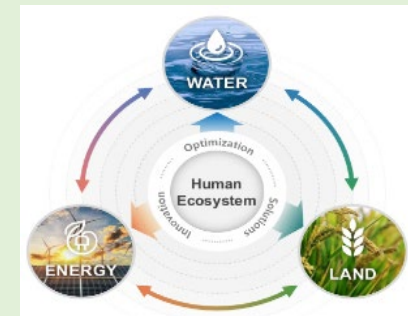 WATER
Optimization
Human
Ecosystem
Innovation
Solutions
ENERGY
LAND